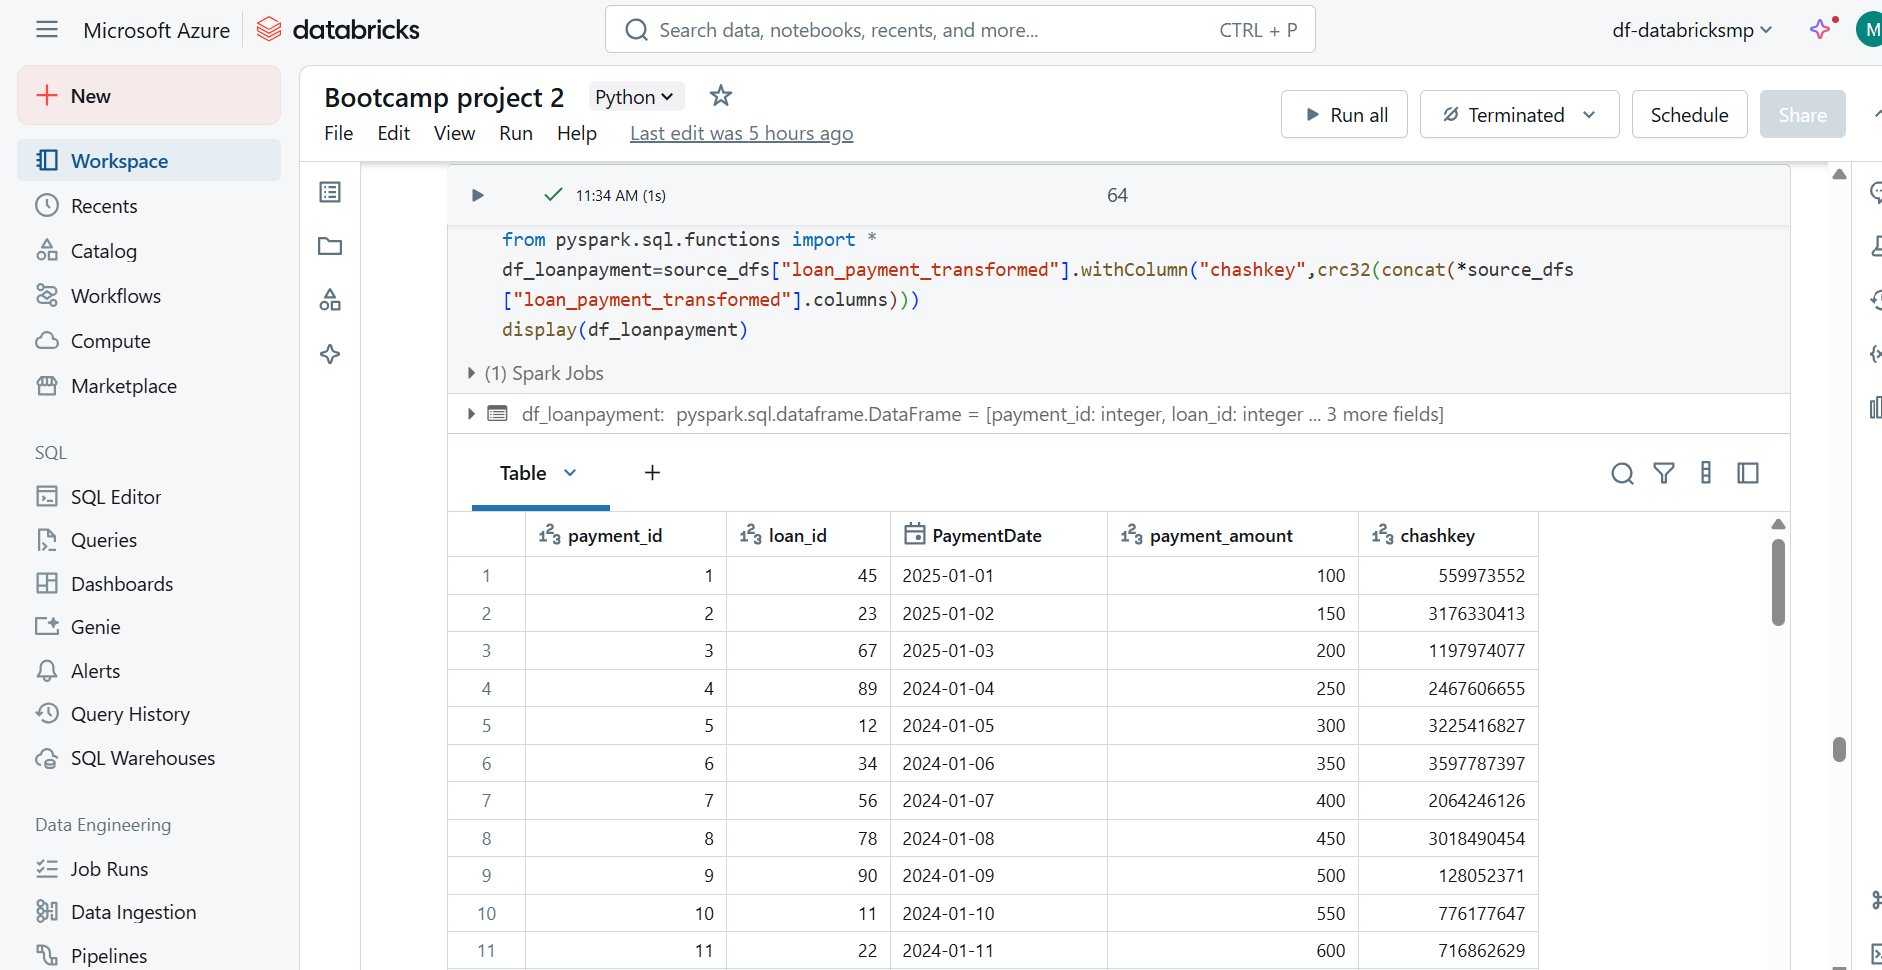 Microsoft Azure
databricks
Search data, notebooks, recents, and more...
CTRL + P
df-databricksmp
M
New
Workspace
Recents
Catalog
Workflows
Compute
Marketplace
SQL
SQL Editor
Queries
Dashboards
Genie
Alerts
Query History
SQL Warehouses
Data Engineering
Job Runs
Data Ingestion
Pipelines
Bootcamp project 2
Python
File Edit View Run Help Last edit was 5 hours ago
Run all
Terminated
Schedule
Share
11:34 AM (1s)
64
from pyspark.sql.functions import *
df_loanpayment=source_dfs["loan_payment_transformed"].withColumn("chashkey",crc32(concat(*source_dfs
["loan_payment_transformed"].columns)))
display(df_loanpayment)
(1) Spark Jobs
df_loanpayment: pyspark.sql.dataframe.DataFrame = [payment_id: integer, loan_id: integer ... 3 more fields]
Table
payment_id loan_id PaymentDate payment_amount chashkey
1 1 45 2025-01-01 100 559973552
2 2 23 2025-01-02 150 3176330413
3 3 67 2025-01-03 200 1197974077
4 4 89 2024-01-04 250 2467606655
5 5 12 2024-01-05 300 3225416827
6 6 34 2024-01-06 350 3597787397
7 7 56 2024-01-07 400 2064246126
8 8 78 2024-01-08 450 3018490454
9 9 90 2024-01-09 500 128052371
10 10 11 2024-01-10 550 776177647
11 11 22 2024-01-11 600 716862629